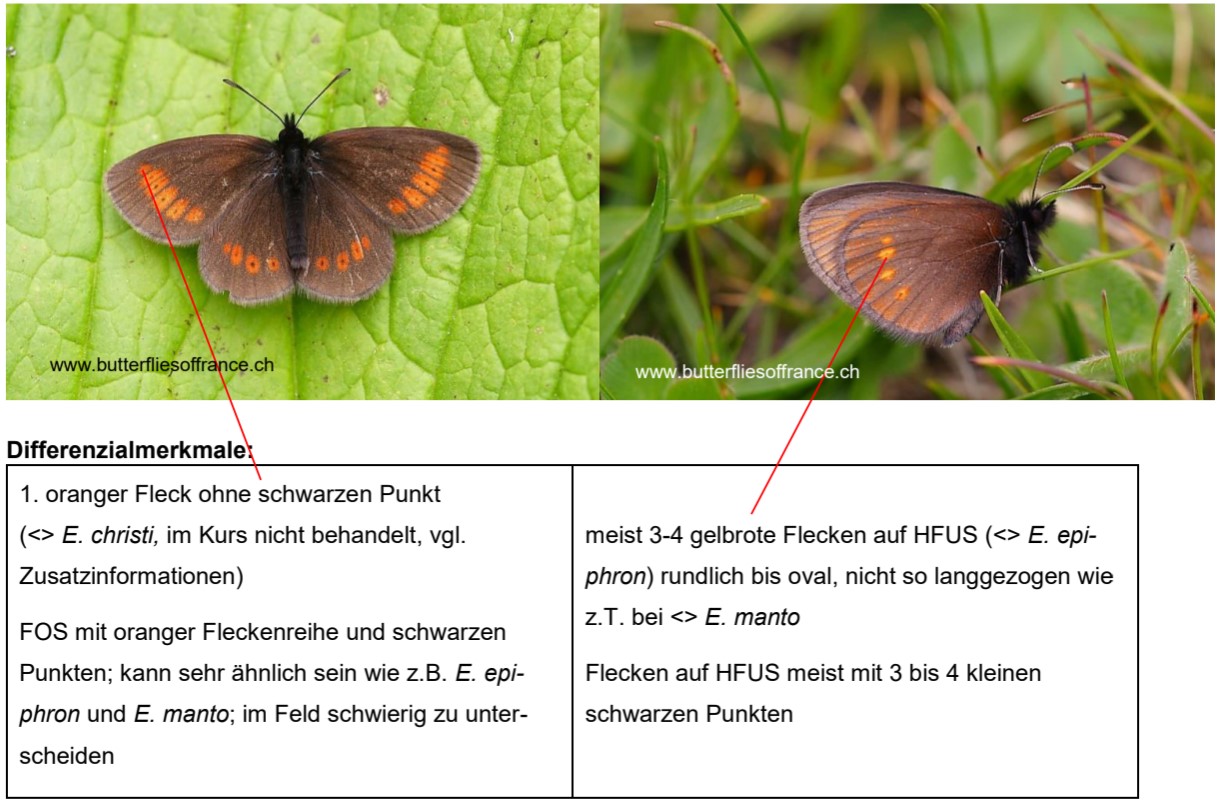 www.butterfliesoffrance.ch
www.butterfliesoffrance.ch
Differenzialmerkmale:
1. oranger Fleck ohne schwarzen Punkt
(<> E. christi, im Kurs nicht behandelt, vgl.
Zusatzinformationen)
FOS mit oranger Fleckenreihe und schwarzen
Punkten; kann sehr ähnlich sein wie z.B. E. epi-
phron und E. manto; im Feld schwierig zu unter-
scheiden
meist 3-4 gelbrote Flecken auf HFUS (<> E. epi-
phron) rundlich bis oval, nicht so langgezogen wie
z.T. bei <> E. manto
Flecken auf HFUS meist mit 3 bis 4 kleinen
schwarzen Punkten